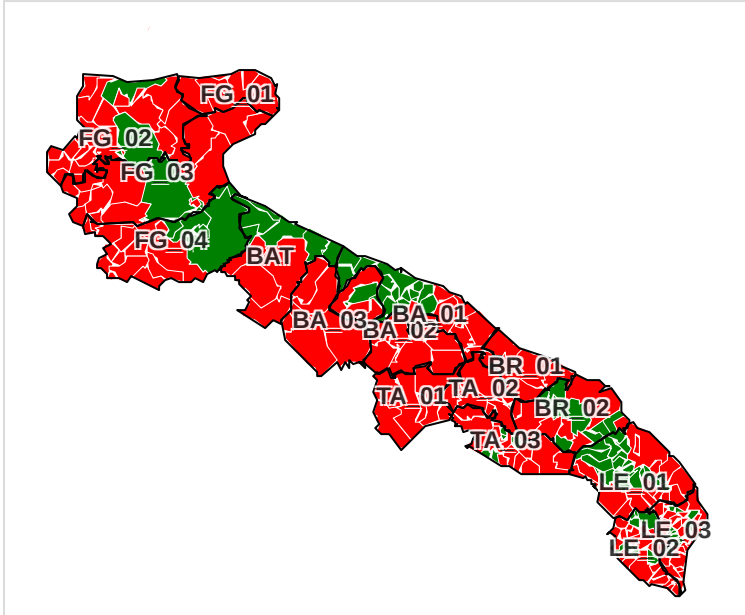 FG_01
FG_02
FG_03
FG_04
BAT
BA_01
BA_03
BA_02
BR_01
TA_02
TA_01
BR_02
TA_03
LE_01
LE_03
LE_02